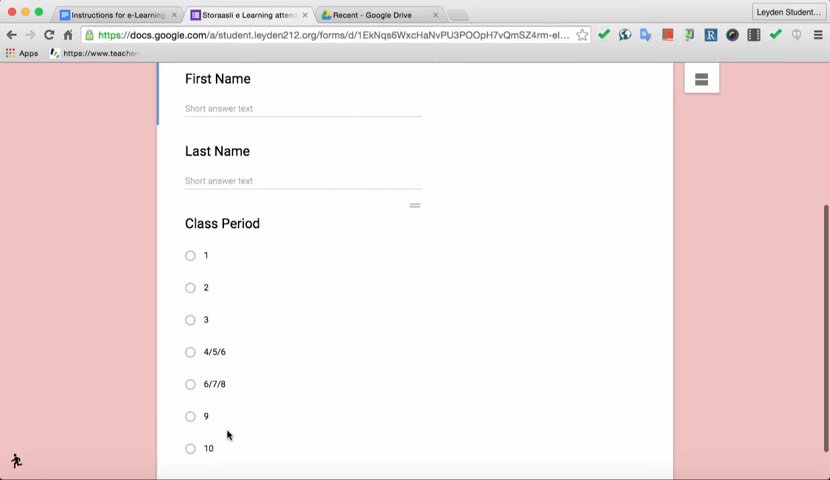 Instructions for e-Learning
Storaasli e Learning attend
Recent - Google Drive
Leyden Student...
https://docs.google.com/a/student.leyden212.org/forms/d/1EkNqs6WxcHaNvPU3POOpH7vQmSZ4rm-el...
Apps
https://www.teacher
First Name
Short answer text
Last Name
Short answer text
Class Period
1
2
3
4/5/6
6/7/8
9
10